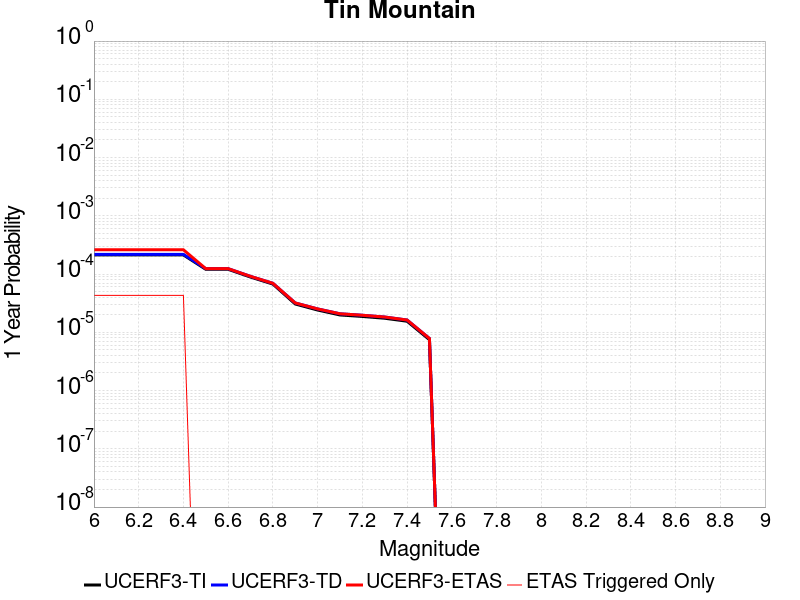 Tin Mountain
10^0
10^-1
10^-2
10^-3
10^-4
10^-5
10^-6
10^-7
10^-8
1 Year Probability
6 6.2 6.4 6.6 6.8 7 7.2 7.4 7.6 7.8 8 8.2 8.4 8.6 8.8 9
Magnitude
UCERF3-TI UCERF3-TD UCERF3-ETAS ETAS Triggered Only